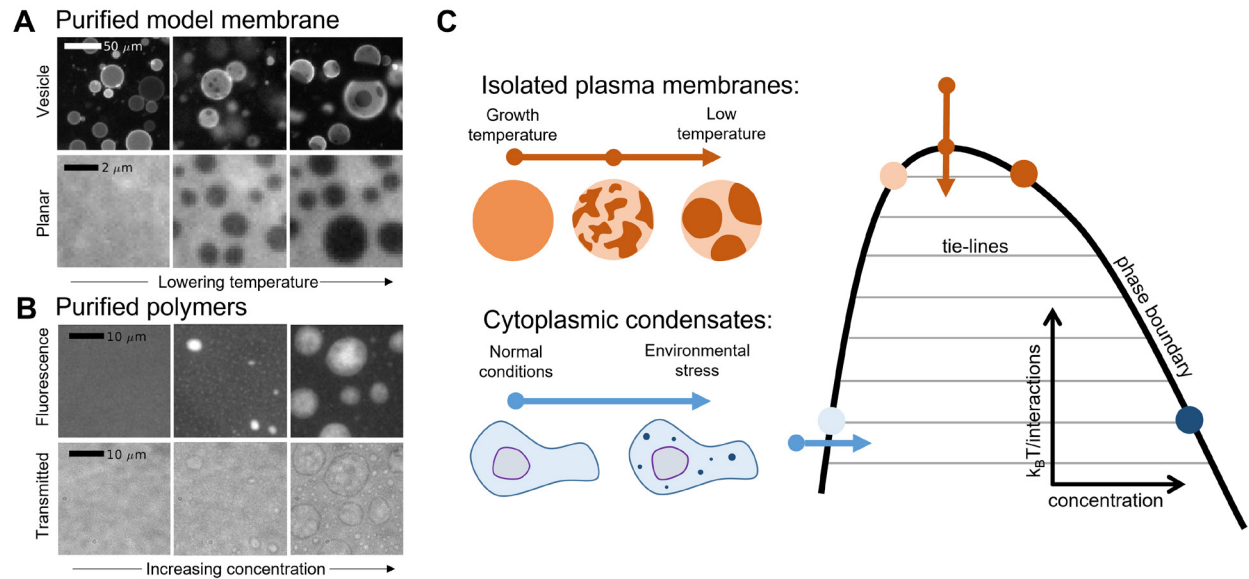 A Purified model membrane
Vesicle
50 μm
Planar
2 μm
Lowering temperature
B Purified polymers
Fluorescence
10 μm
Transmitted
10 μm
Increasing concentration
C
Isolated plasma membranes:
Growth
temperature
Low
temperature
Cytoplasmic condensates:
Normal
conditions
Environmental
stress
tie-lines
phase boundary
kBT/interactions
concentration